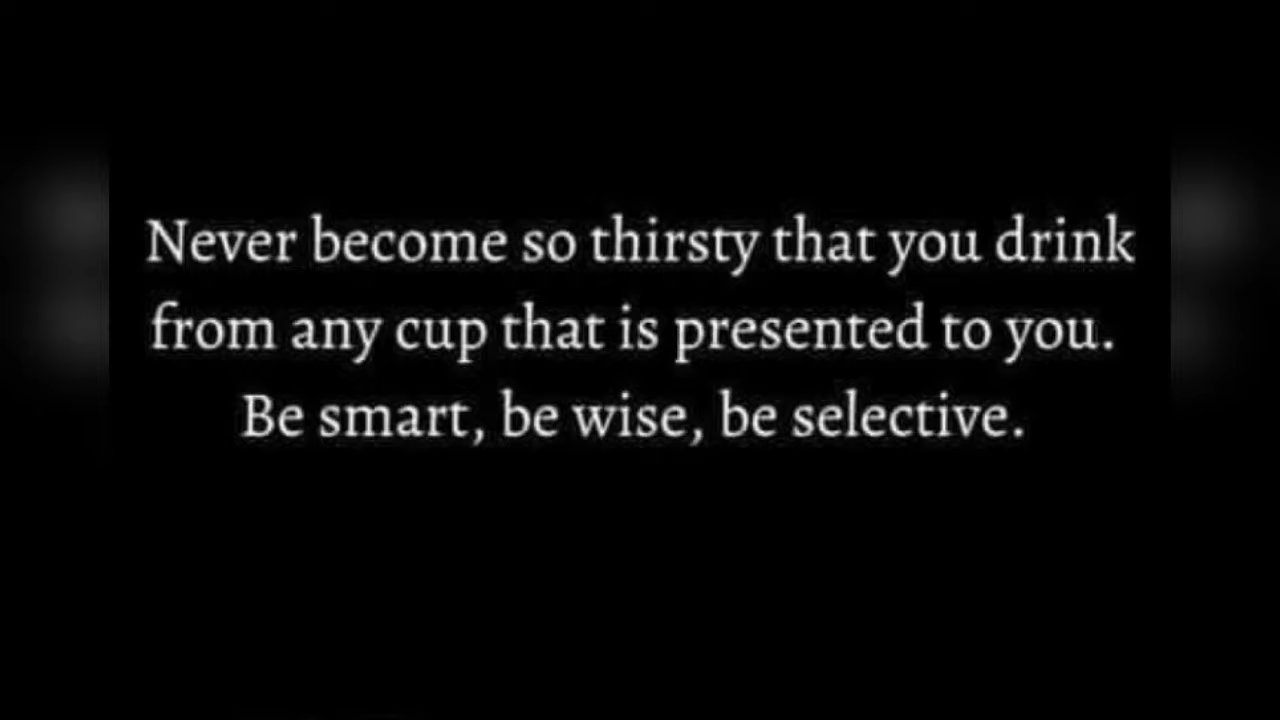 Never become so thirsty that you drink
from any cup that is presented to you.
Be smart, be wise, be selective.